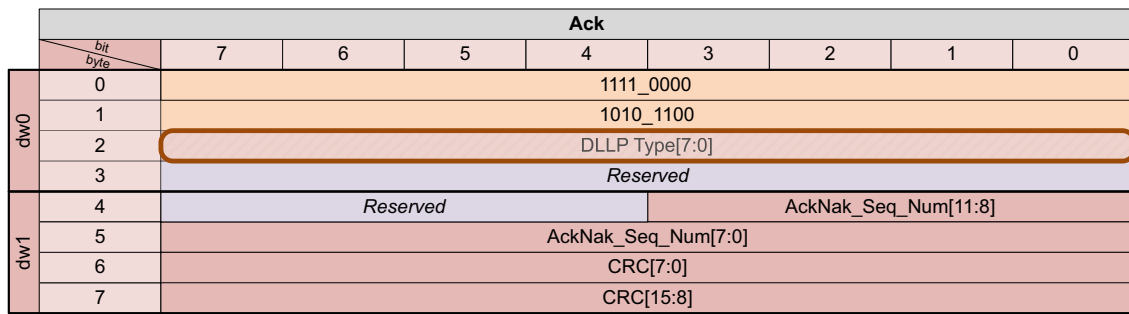 Ack
bit
byte
7 6 5 4 3 2 1 0
dw0
0 1111_0000
1 1010_1100
2 DLLP Type[7:0]
3 Reserved
dw1
4 Reserved AckNak_Seq_Num[11:8]
5 AckNak_Seq_Num[7:0]
6 CRC[7:0]
7 CRC[15:8]